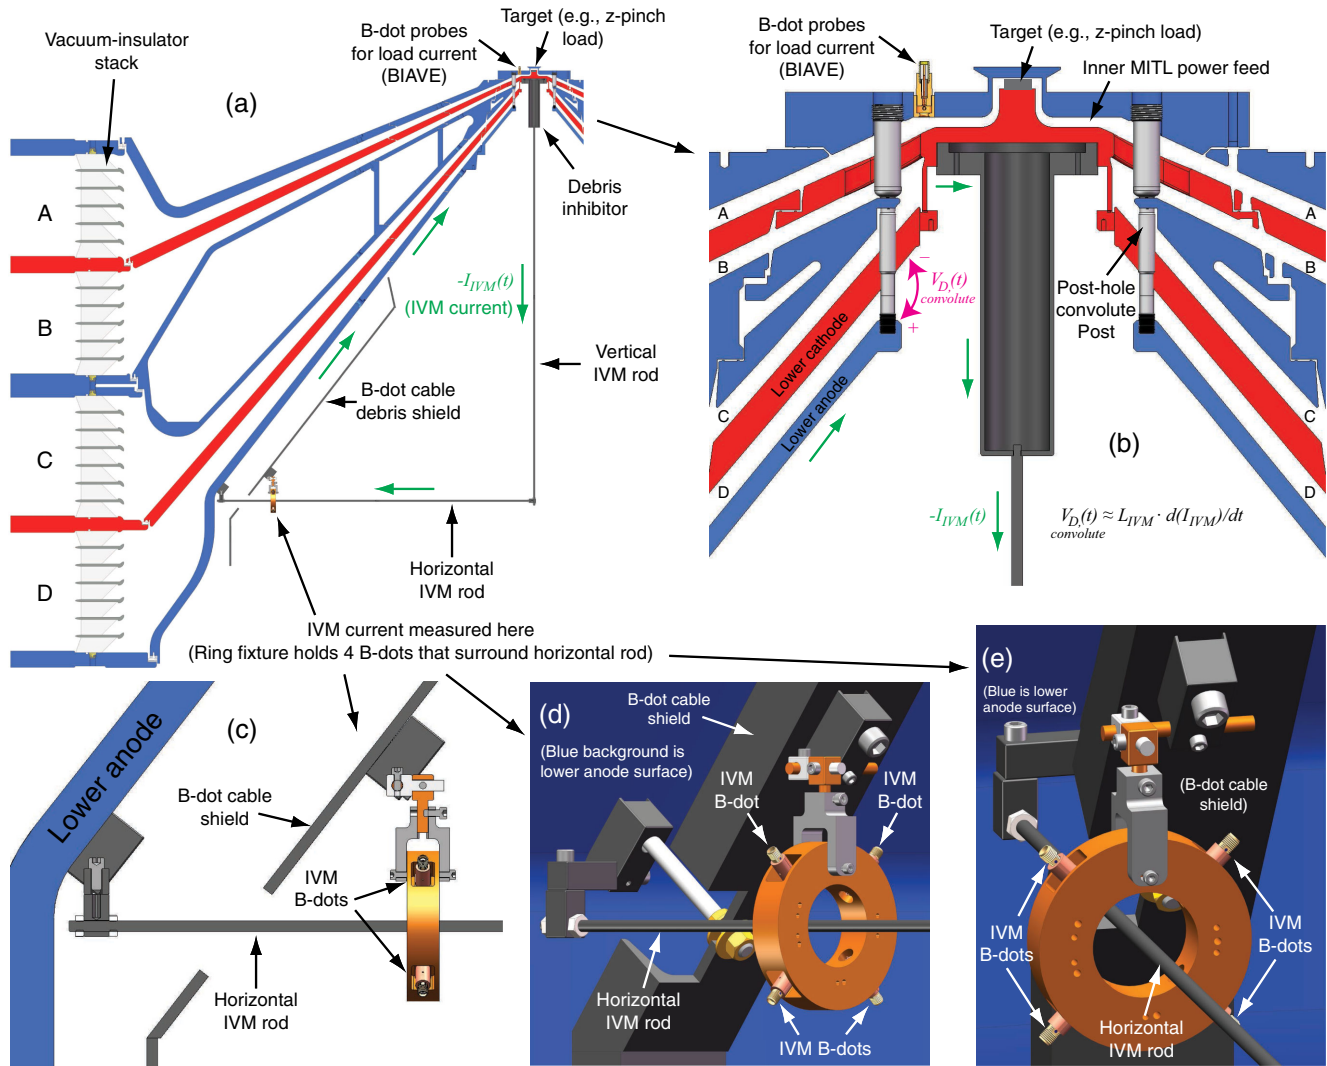 Vacuum-insulator
stack
(a)
B-dot probes
for load current
(BIAVE)
Target (e.g., z-pinch
load)
A
B
C
D
Debris
inhibitor
-I_IVM(t)
(IVM current)
Vertical
IVM rod
B-dot cable
debris shield
Horizontal
IVM rod
IVM current measured here
(Ring fixture holds 4 B-dots that surround horizontal rod)
B-dot probes
for load current
(BIAVE)
Target (e.g., z-pinch load)
Inner MITL power feed
A
B
C
D
A
B
C
D
−
V_D,(t)
convolute
+
Post-hole
convolute
Post
Lower cathode
Lower anode
(b)
-I_IVM(t)
V_D,(t) ≈ L_IVM · d(I_IVM)/dt
convolute
(c)
Lower anode
B-dot cable
shield
IVM
B-dots
Horizontal
IVM rod
(d)
B-dot cable
shield
(Blue background is
lower anode surface)
IVM
B-dot
IVM
B-dot
Horizontal
IVM rod
IVM B-dots
(e)
(Blue is lower
anode surface)
(B-dot cable
shield)
IVM
B-dots
IVM
B-dots
Horizontal
IVM rod